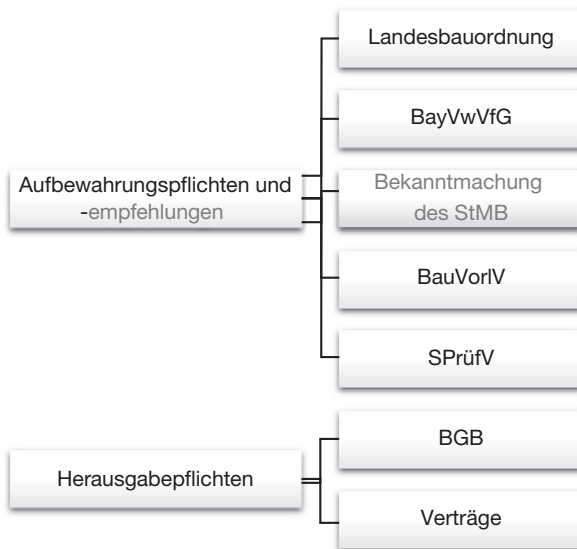 Landesbauordnung
BayVwVfG
Aufbewahrungspflichten und
-empfehlungen
Bekanntmachung
des StMB
BauVorlV
SPrüfV
BGB
Herausgabepflichten
Verträge